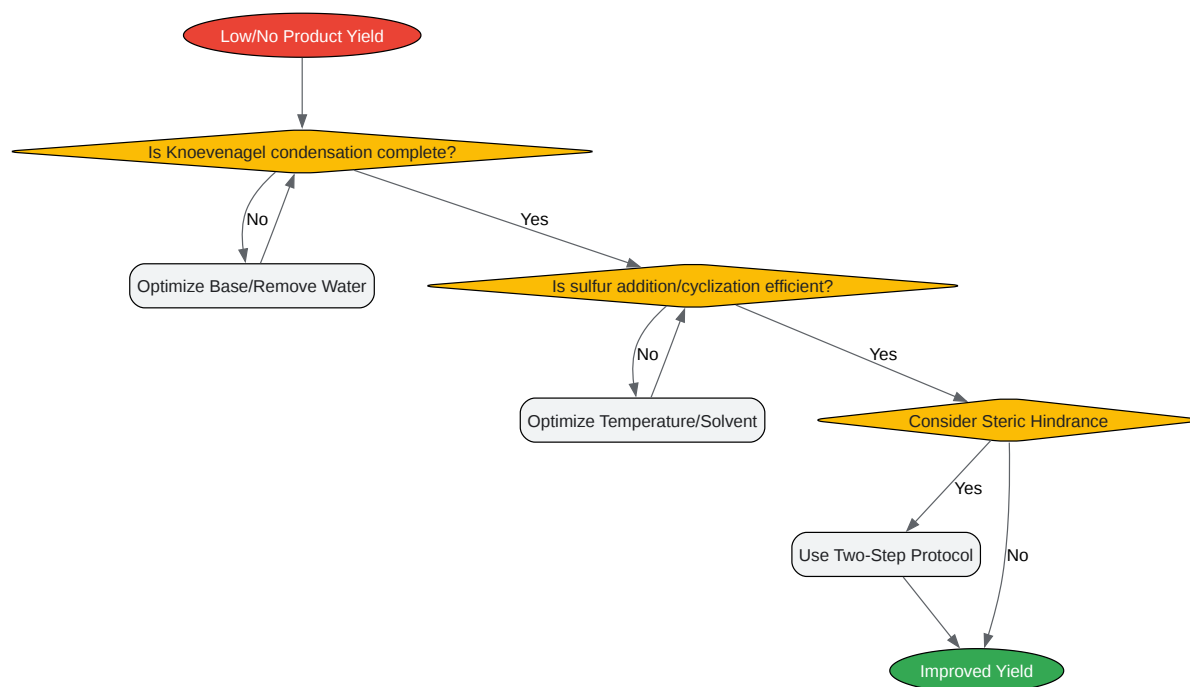 Low/No Product Yield
Is Knoevenagel condensation complete?
No
Yes
Optimize Base/Remove Water
Is sulfur addition/cyclization efficient?
No
Yes
Optimize Temperature/Solvent
Consider Steric Hindrance
Yes
Use Two-Step Protocol
No
Improved Yield